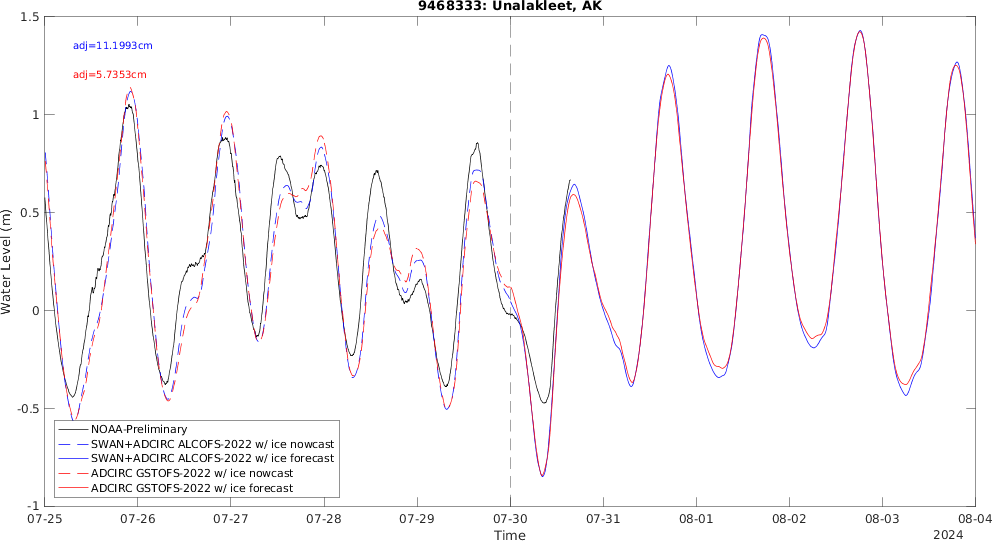 9468333: Unalakleet, AK
adj=11.1993cm
adj=5.7353cm
Water Level (m)
1.5
1
0.5
0
-0.5
-1
NOAA-Preliminary
SWAN+ADCIRC ALCOFS-2022 w/ ice nowcast
SWAN+ADCIRC ALCOFS-2022 w/ ice forecast
ADCIRC GSTOFS-2022 w/ ice nowcast
ADCIRC GSTOFS-2022 w/ ice forecast
07-25 07-26 07-27 07-28 07-29 07-30 07-31 08-01 08-02 08-03 08-04
Time
2024